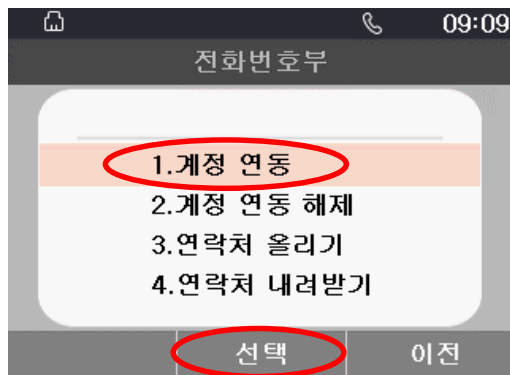 09:09
전화번호부
1.계정 연동
2.계정 연동 해제
3.연락처 올리기
4.연락처 내려받기
선택 이전